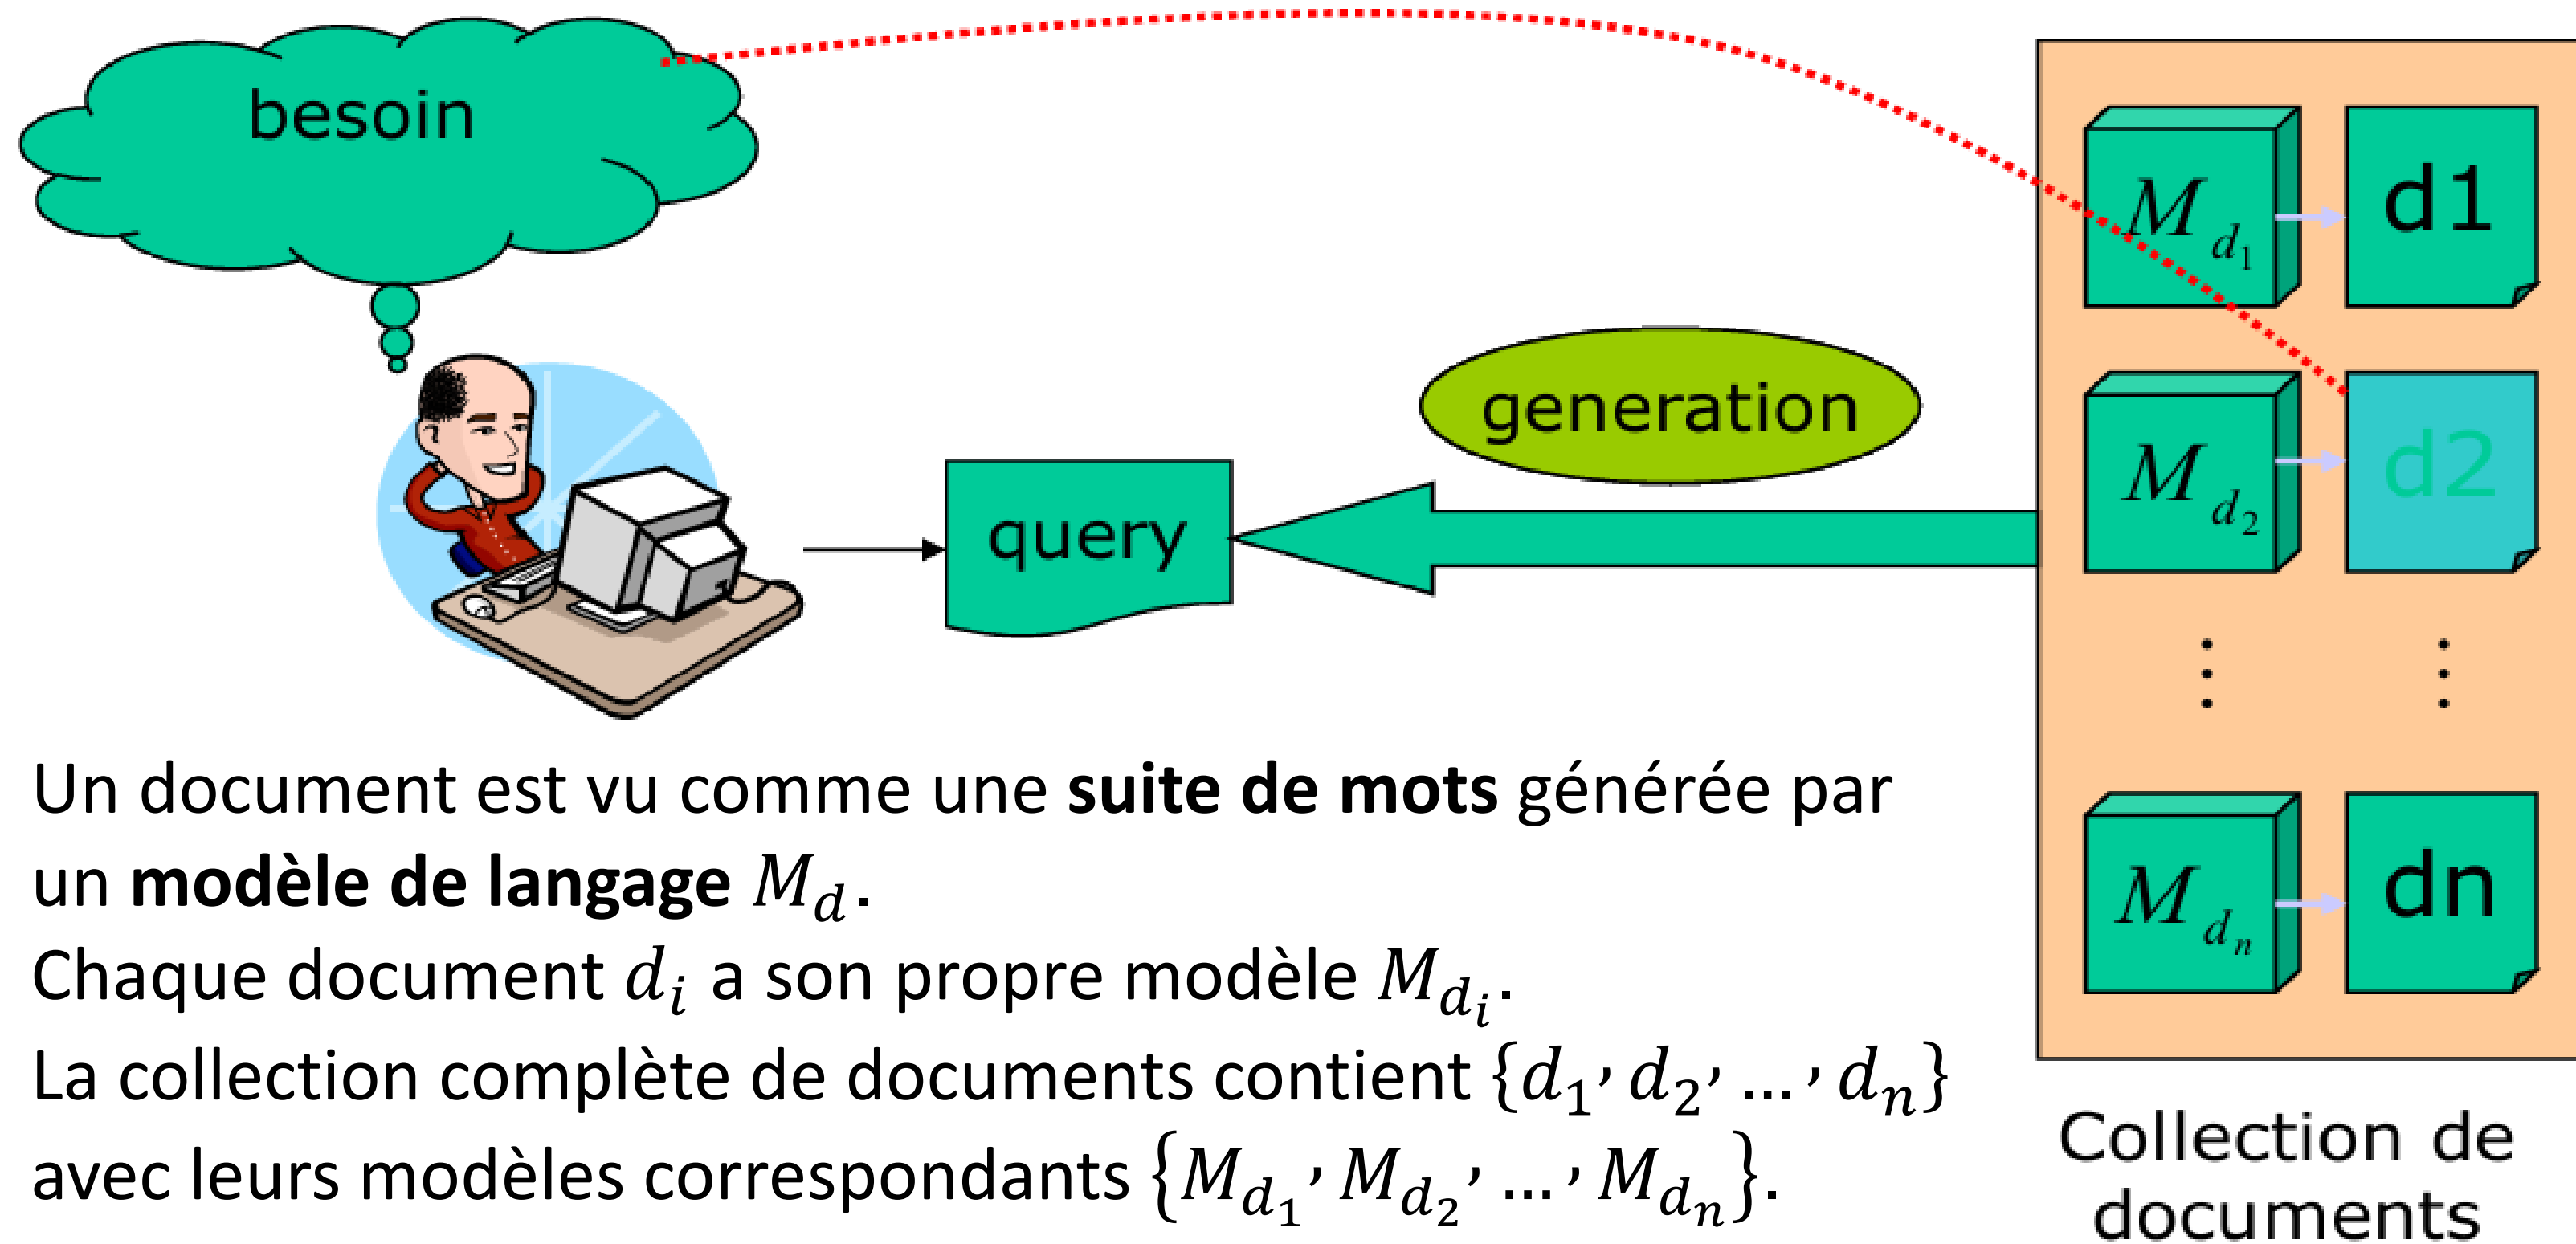 besoin
generation
query
M_{d_1} d1
M_{d_2} d2
M_{d_n} dn
Un document est vu comme une suite de mots générée par
un modèle de langage M_d.
Chaque document d_i a son propre modèle M_{d_i}.
La collection complète de documents contient {d_1, d_2, ..., d_n}
avec leurs modèles correspondants {M_{d_1}, M_{d_2}, ..., M_{d_n}}.
Collection de
documents